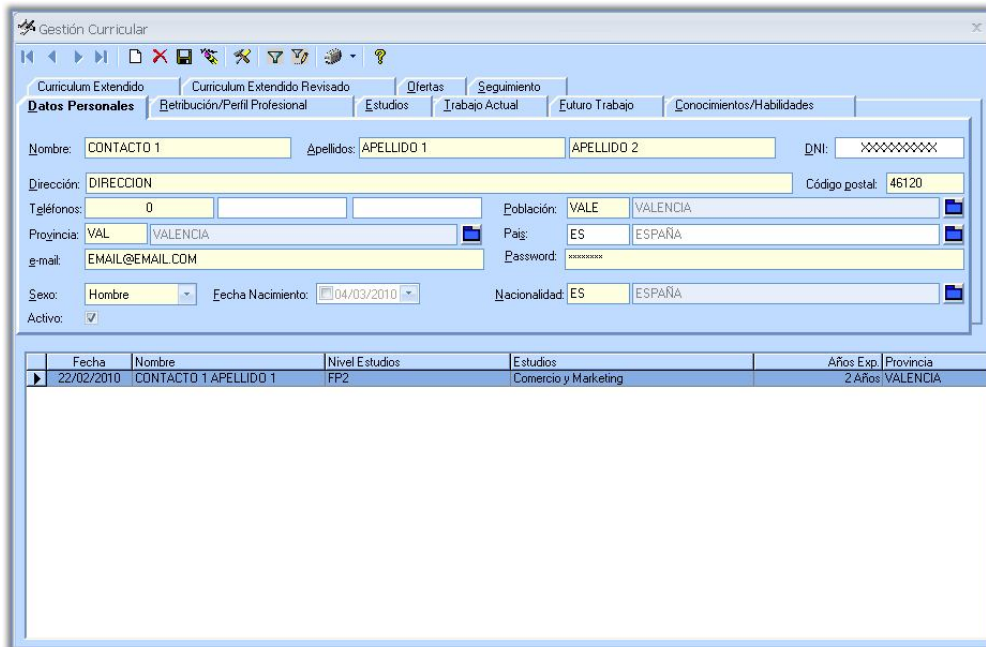 Gestión Curricular
Curriculum Extendido Curriculum Extendido Revisado Ofertas Seguimiento
Datos Personales Retribución/Perfil Profesional Estudios Trabajo Actual Futuro Trabajo Conocimientos/Habilidades
Nombre: CONTACTO 1 Apellidos: APELLIDO 1 APELLIDO 2 DNI: XXXXXXXXXX
Dirección: DIRECCION Código postal: 46120
Teléfonos: 0 Población: VALE VALENCIA
Provincia: VAL VALENCIA Pais: ES ESPAÑA
e-mail: EMAIL@EMAIL.COM Password: xxxxxxxx
Sexo: Hombre Fecha Nacimiento: 04/03/2010 Nacionalidad: ES ESPAÑA
Activo:
Fecha Nombre Nivel Estudios Estudios Años Exp. Provincia
22/02/2010 CONTACTO 1 APELLIDO 1 FP2 Comercio y Marketing 2 Años VALENCIA